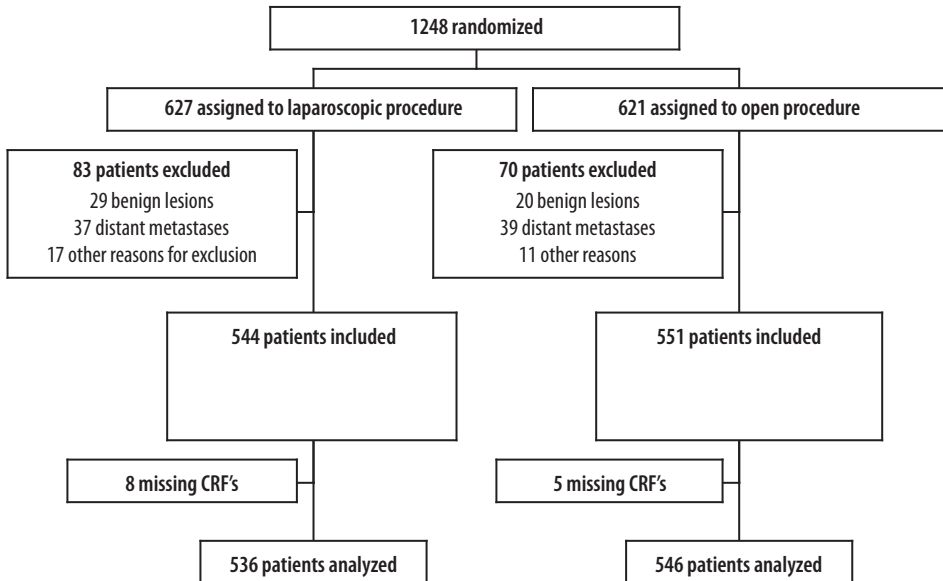 1248 randomized
627 assigned to laparoscopic procedure
621 assigned to open procedure
83 patients excluded
29 benign lesions
37 distant metastases
17 other reasons for exclusion
70 patients excluded
20 benign lesions
39 distant metastases
11 other reasons
544 patients included
551 patients included
8 missing CRF's
5 missing CRF's
536 patients analyzed
546 patients analyzed